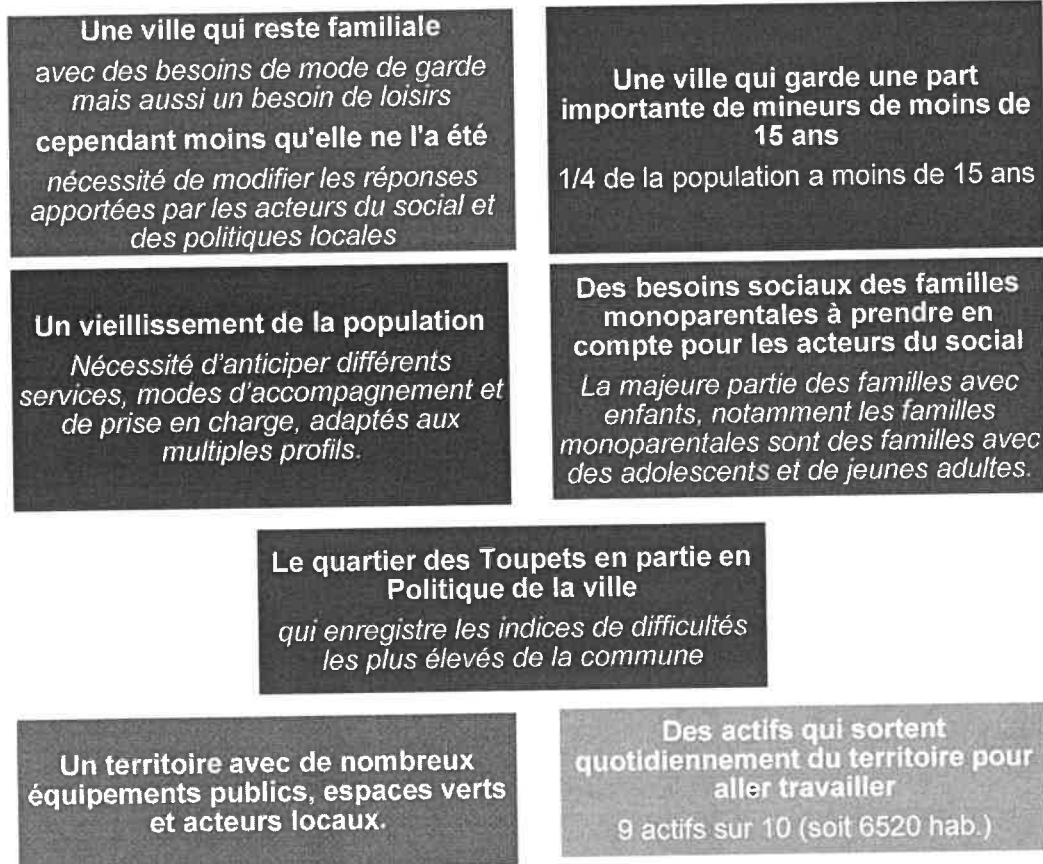 Une ville qui reste familiale
avec des besoins de mode de garde
mais aussi un besoin de loisirs
cependant moins qu'elle ne l'a été
nécessité de modifier les réponses
apportées par les acteurs du social et
des politiques locales
Une ville qui garde une part
importante de mineurs de moins de
15 ans
1/4 de la population a moins de 15 ans
Un vieillissement de la population
Nécessité d'anticiper différents
services, modes d'accompagnement et
de prise en charge, adaptés aux
multiples profils.
Des besoins sociaux des familles
monoparentales à prendre en
compte pour les acteurs du social
La majeure partie des familles avec
enfants, notamment les familles
monoparentales sont des familles avec
des adolescents et de jeunes adultes.
Le quartier des Toupets en partie en
Politique de la ville
qui enregistre les indices de difficultés
les plus élevés de la commune
Un territoire avec de nombreux
équipements publics, espaces verts
et acteurs locaux.
Des actifs qui sortent
quotidiennement du territoire pour
aller travailler
9 actifs sur 10 (soit 6520 hab.)